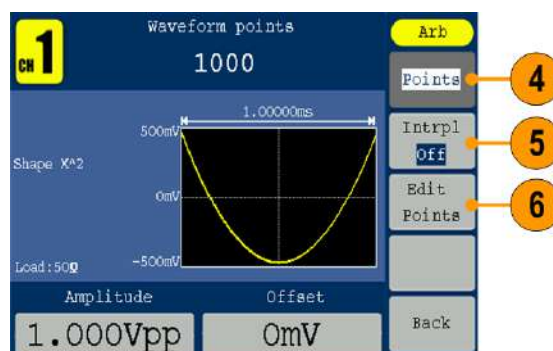 CH 1
Waveform points
1000
Arb
Points
4
Intrpl
Off
5
Edit
Points
6
Back
1.00000ms
500mV
0mV
-500mV
Shape X^2
Load:50Ω
Amplitude
1.000Vpp
Offset
0mV